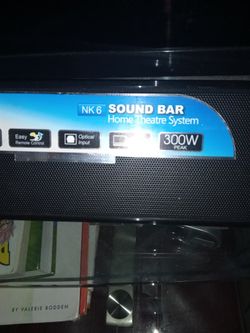 NK6 SOUND BAR
Home Theatre System
Easy
Remote Control
Optical
Input
300W
PEAK
BY VALERIE BODDEN